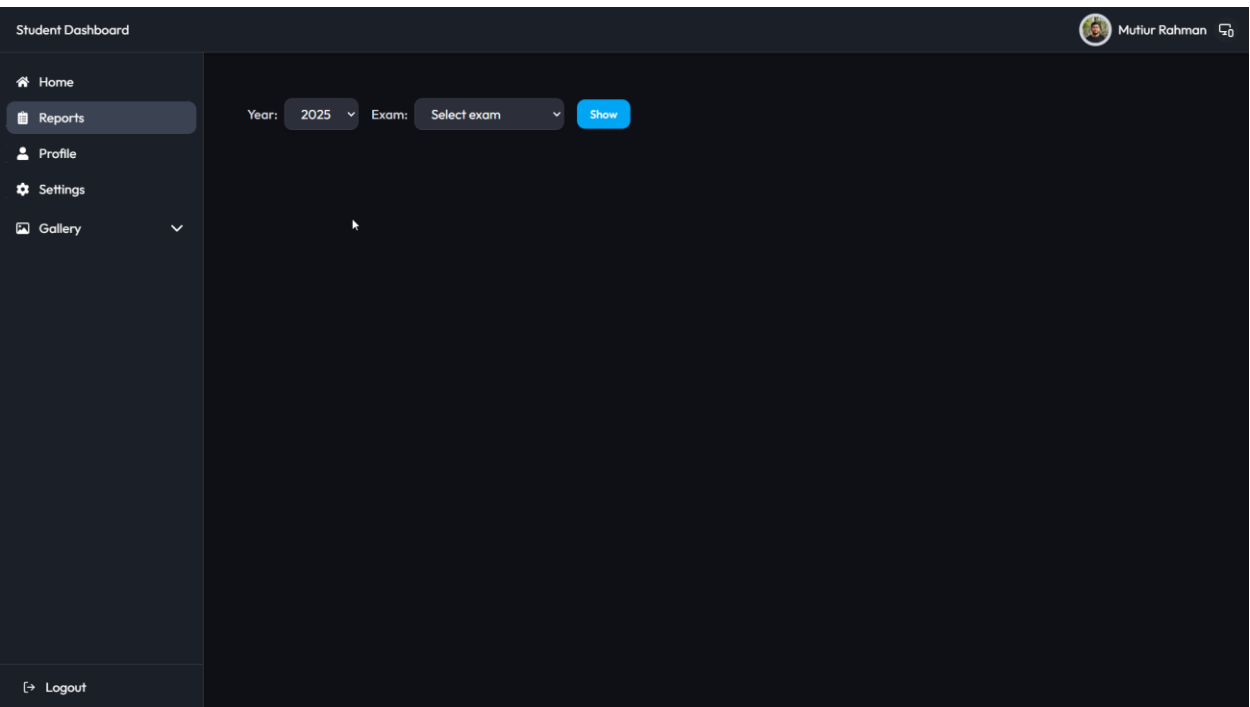 Student Dashboard
Mutiur Rahman
Home
Reports
Profile
Settings
Gallery
Year: 2025 Exam: Select exam Show
Logout